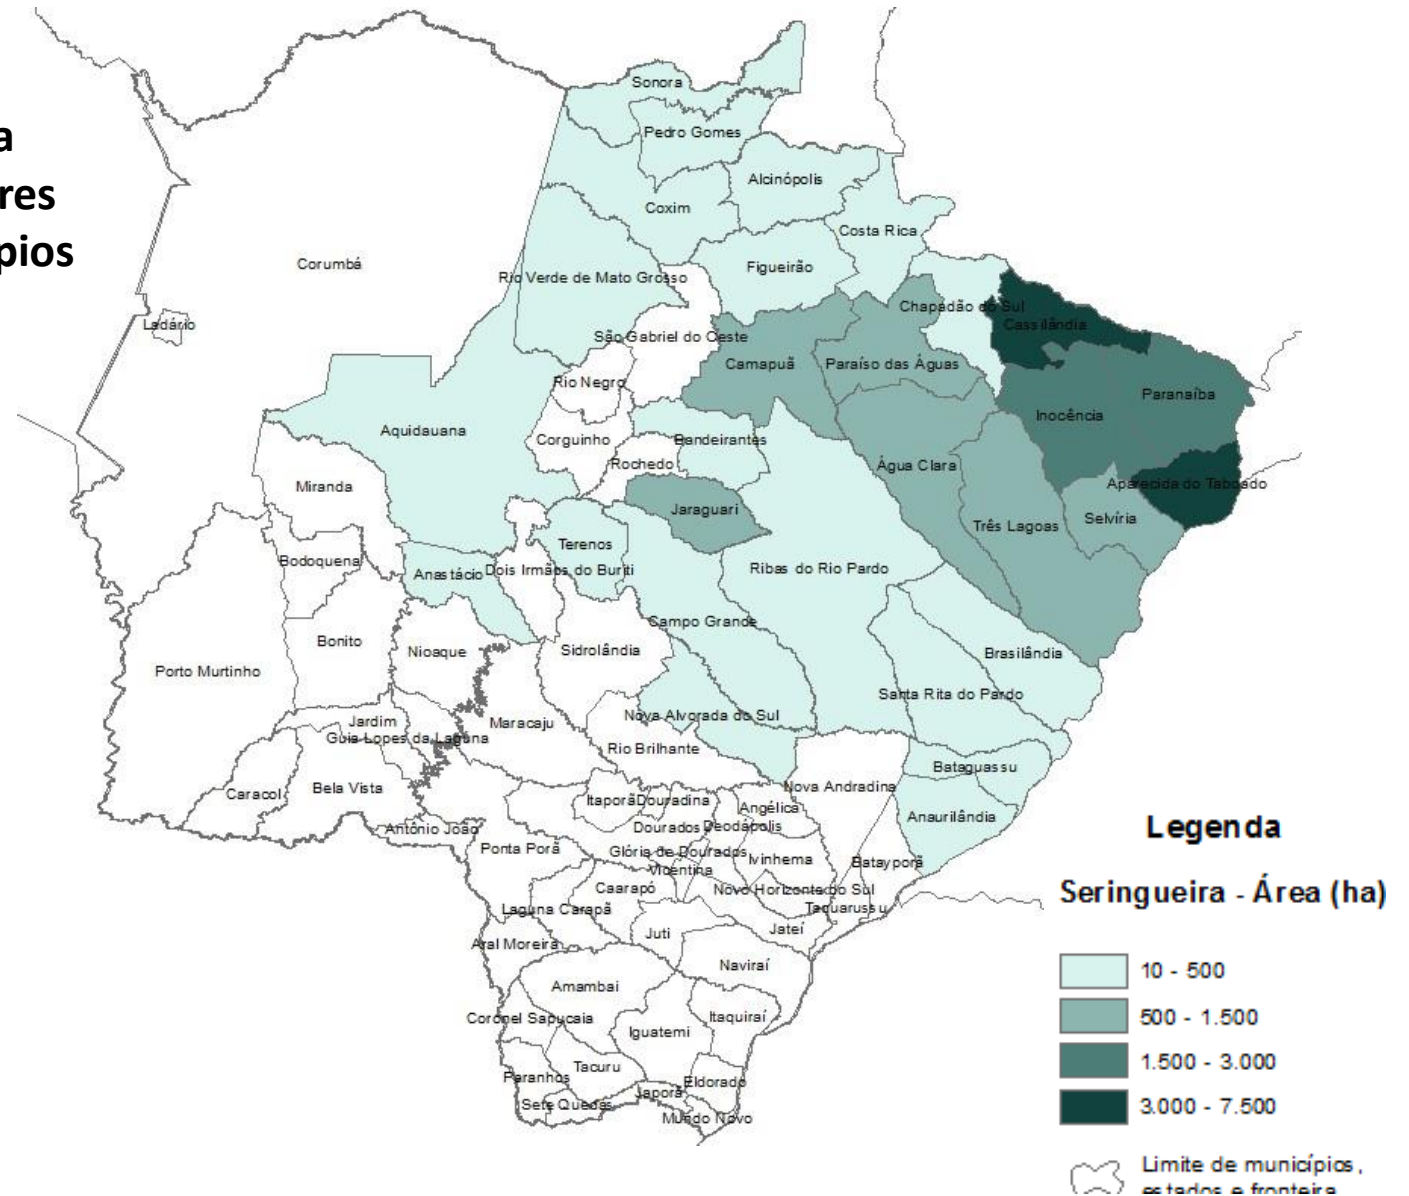 a
res
pios
Sonora
Pedro Gomes
Alcinópolis
Coxim
Costa Rica
Corumbá
Figueirão
Rio Verde de Mato Grosso
Chapadão do Sul
Ladário
Cassilândia
São Gabriel do Oeste
Camapuã
Paraíso das Águas
Rio Negro
Paranaíba
Inocência
Aquidauana
Corguinho
Bandeirantes
Rochedo
Água Clara
Miranda
Aparecida do Taboado
Jaraguari
Selvíria
Três Lagoas
Terenos
Bodoquena
Anastácio
Dois Irmãos do Buriti
Ribas do Rio Pardo
Campo Grande
Bonito
Nioaque
Sidrolândia
Brasilândia
Porto Murtinho
Santa Rita do Pardo
Jardim
Maracaju
Nova Alvorada do Sul
Guia Lopes da Laguna
Rio Brilhante
Bataguassu
Caracol
Bela Vista
Nova Andradina
Itaporã
Douradina
Angélica
Anaurilândia
Antônio João
Dourados
Deodápolis
Ponta Porã
Glória de Dourados
Ivinhema
Batayporã
Vicentina
Caarapó
Novo Horizonte do Sul
Laguna Carapã
Taquarussu
Juti
Jateí
Aral Moreira
Naviraí
Amambai
Coronel Sapucaia
Itaquiraí
Iguatemi
Tacuru
Paranhos
Eldorado
Japorã
Sete Quedas
Mundo Novo
Legenda
Seringueira - Área (ha)
10 - 500
500 - 1.500
1.500 - 3.000
3.000 - 7.500
Limite de municípios,
estados e fronteira